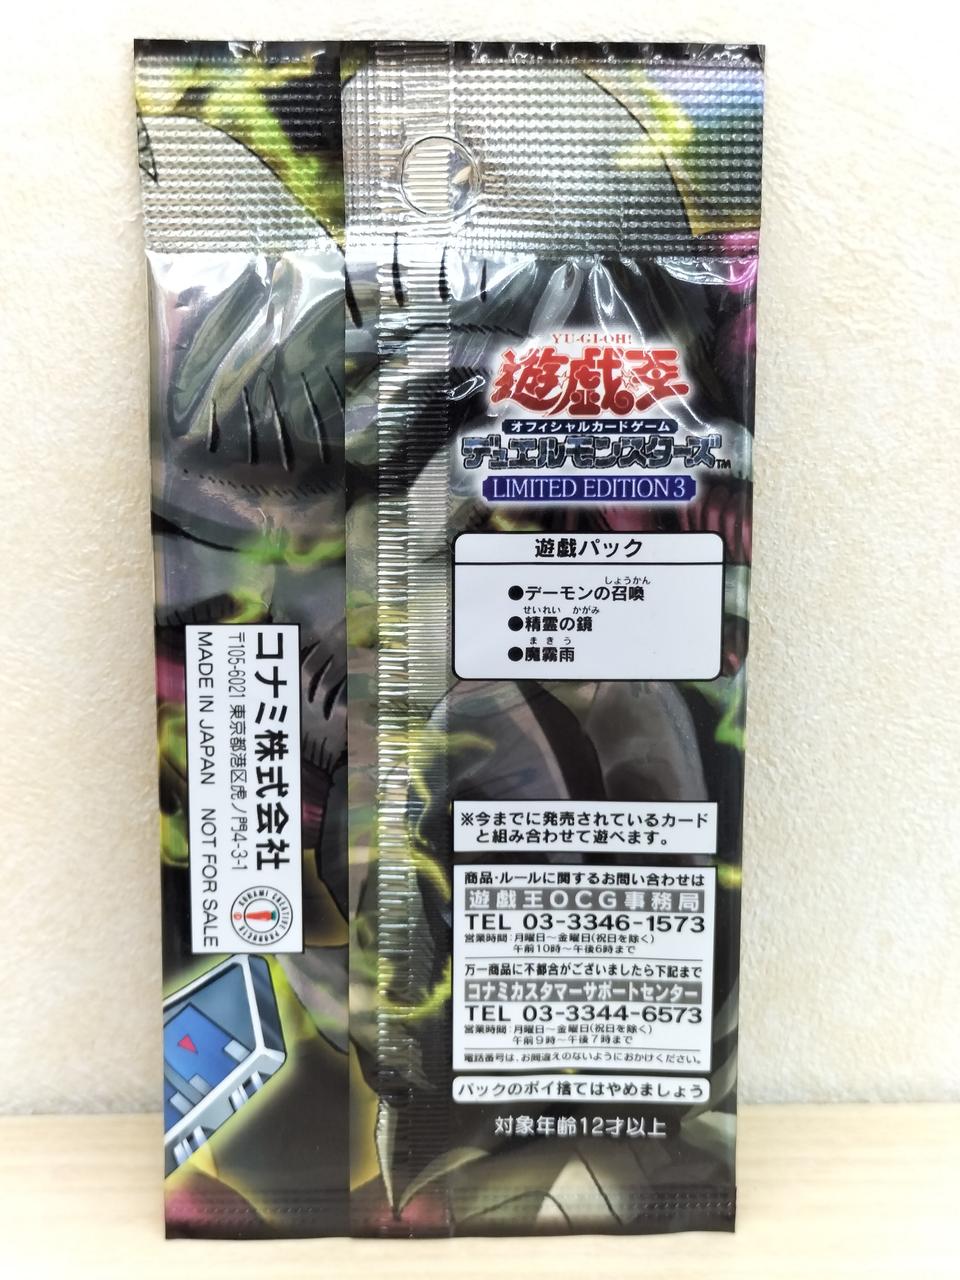 YU-GI-OH!
遊戯王
オフィシャルカードゲーム
デュエルモンスターズ™
LIMITED EDITION 3
遊戯パック
しょうかん
●デーモンの召喚
せいれい かがみ
●精霊の鏡
まきう
●魔霧雨
※今までに発売されているカード
と組み合わせて遊べます。
商品・ルールに関するお問い合わせは
遊戯王OCG事務局
TEL 03-3346-1573
営業時間:月曜日〜金曜日(祝日を除く)
午前10時〜午後6時まで
万一商品に不都合がございましたら下記まで
コナミカスタマーサポートセンター
TEL 03-3344-6573
営業時間:月曜日〜金曜日(祝日を除く)
午前9時〜午後7時まで
電話番号は、お間違えのないようにおかけください。
パックのポイ捨てはやめましょう
対象年齢12才以上
コナミ株式会社
〒105-6021 東京都港区虎ノ門4-3-1
MADE IN JAPAN NOT FOR SALE
KONAMI CREATIVE PRODUCTS